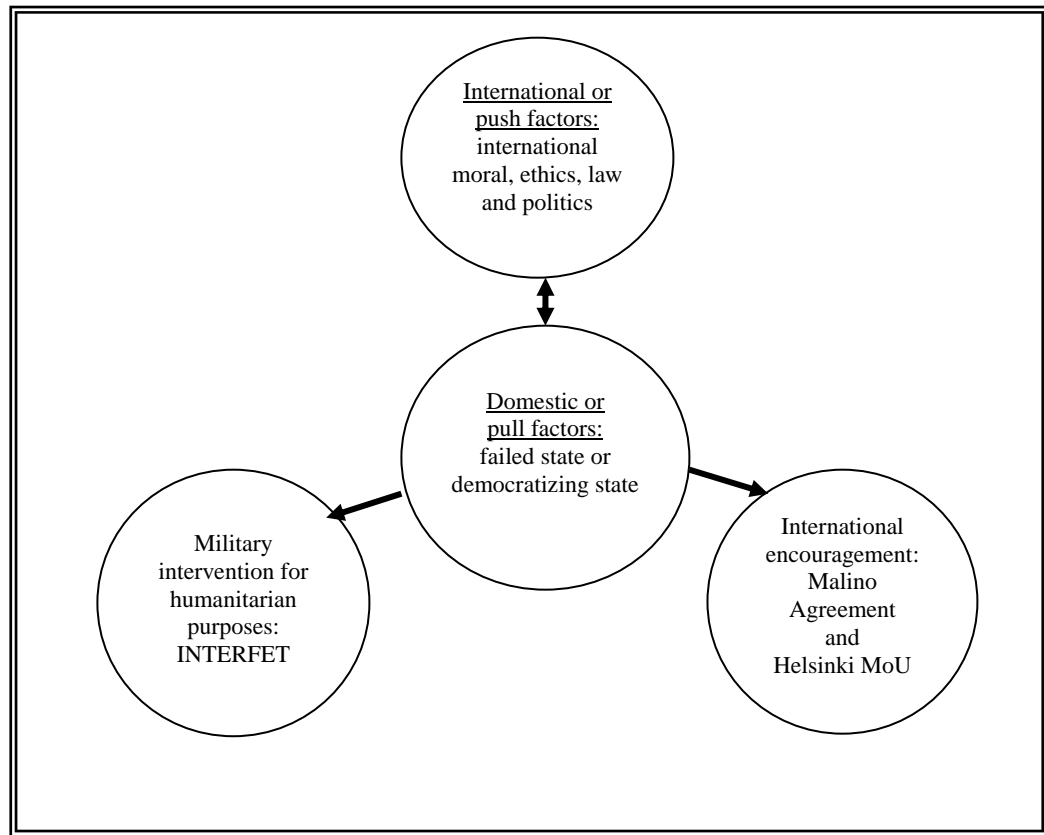 International or
push factors:
international
moral, ethics, law
and politics
Domestic or
pull factors:
failed state or
democratizing state
Military
intervention for
humanitarian
purposes:
INTERFET
International
encouragement:
Malino
Agreement
and
Helsinki MoU